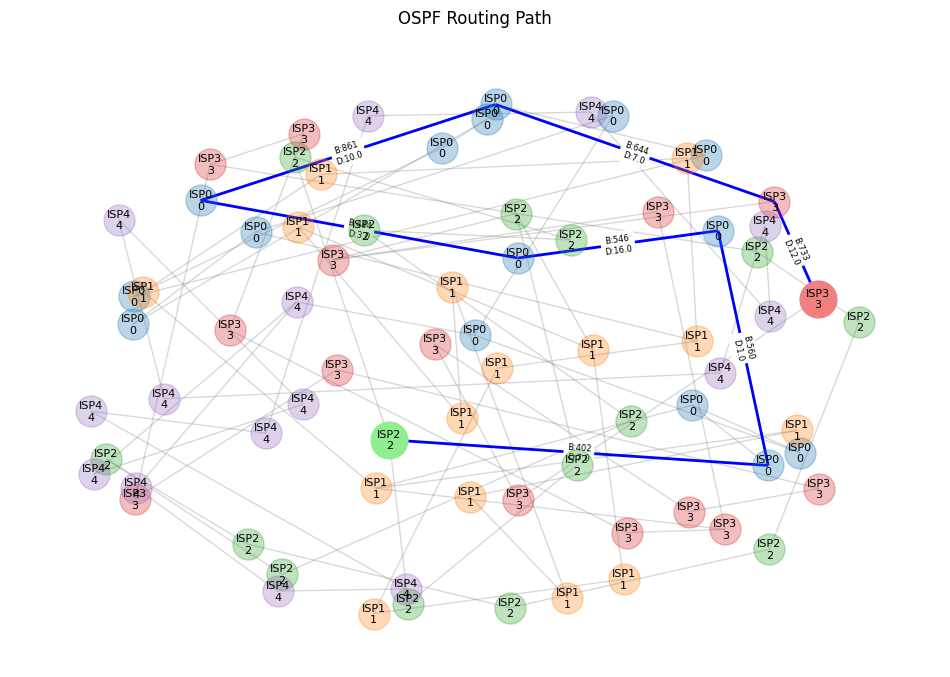 OSPF Routing Path
ISP0
0
ISP4
4
ISP4
4
ISP0
0
ISP0
0
ISP3
3
ISP0
0
ISP2
2
ISP3
3
ISP1
1
ISP1
1
ISP0
0
B:861
D:10.0
B:644
D:7.0
ISP0
0
ISP3
3
ISP4
4
ISP3
3
ISP2
2
ISP4
4
ISP0
0
ISP1
1
ISP2
2
ISP0
0
ISP2
2
B:546
D:16.0
B:733
D:12.0
ISP2
2
ISP3
3
ISP0
0
ISP1
1
ISP0
0
ISP1
1
ISP3
3
ISP4
4
ISP4
4
ISP2
2
ISP0
0
ISP3
3
ISP0
0
ISP3
3
ISP1
1
ISP1
1
B:560
D:1.0
ISP3
3
ISP1
1
ISP4
4
ISP4
4
ISP4
4
ISP4
4
ISP0
0
ISP1
1
ISP2
2
ISP4
4
ISP2
2
ISP1
1
B:402
ISP0
0
ISP2
2
ISP2
2
ISP0
0
ISP4
4
ISP4
ISP3
3
ISP1
1
ISP1
1
ISP3
3
ISP3
3
ISP3
3
ISP3
3
ISP3
3
ISP2
2
ISP2
2
ISP2
2
ISP4
4
ISP4
4
ISP2
2
ISP1
1
ISP1
1
ISP2
2
ISP1
1